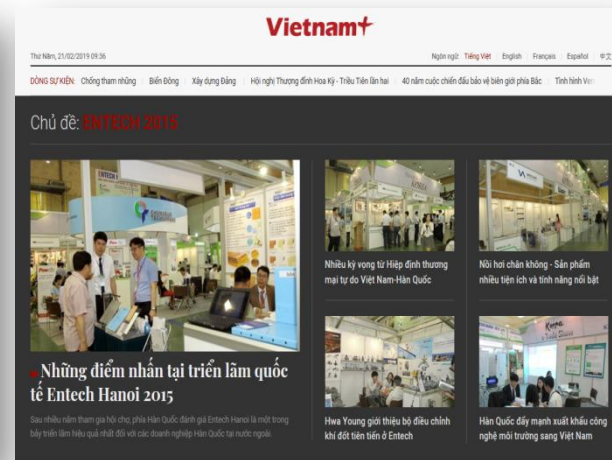 Vietnam+
Thứ Năm, 21/02/2019 09:36
Ngôn ngữ: Tiếng Việt English Français Español 中文
DÒNG SỰ KIỆN: Chống tham nhũng Biển Đông Xây dựng Đảng Hội nghị Thượng đỉnh Hoa Kỳ - Triều Tiên lần hai 40 năm cuộc chiến đấu bảo vệ biên giới phía Bắc Tình hình
Chủ đề: ENTECH 2015
Những điểm nhấn tại triển lãm quốc
tế Entech Hanoi 2015
Sau nhiều năm tham gia hội chợ, phía Hàn Quốc đánh giá Entech Hanoi là một trong
bảy triển lãm hiệu quả nhất đối với các doanh nghiệp Hàn Quốc tại nước ngoài.
Nhiều kỳ vọng từ Hiệp định thương
mại tự do Việt Nam-Hàn Quốc
Nồi hơi chân không - Sản phẩm
nhiều tiện ích và tính năng nổi bật
Hwa Young giới thiệu bộ điều chỉnh
khí đốt tiên tiến ở Entech
Hàn Quốc đẩy mạnh xuất khẩu công
nghệ môi trường sang Việt Nam